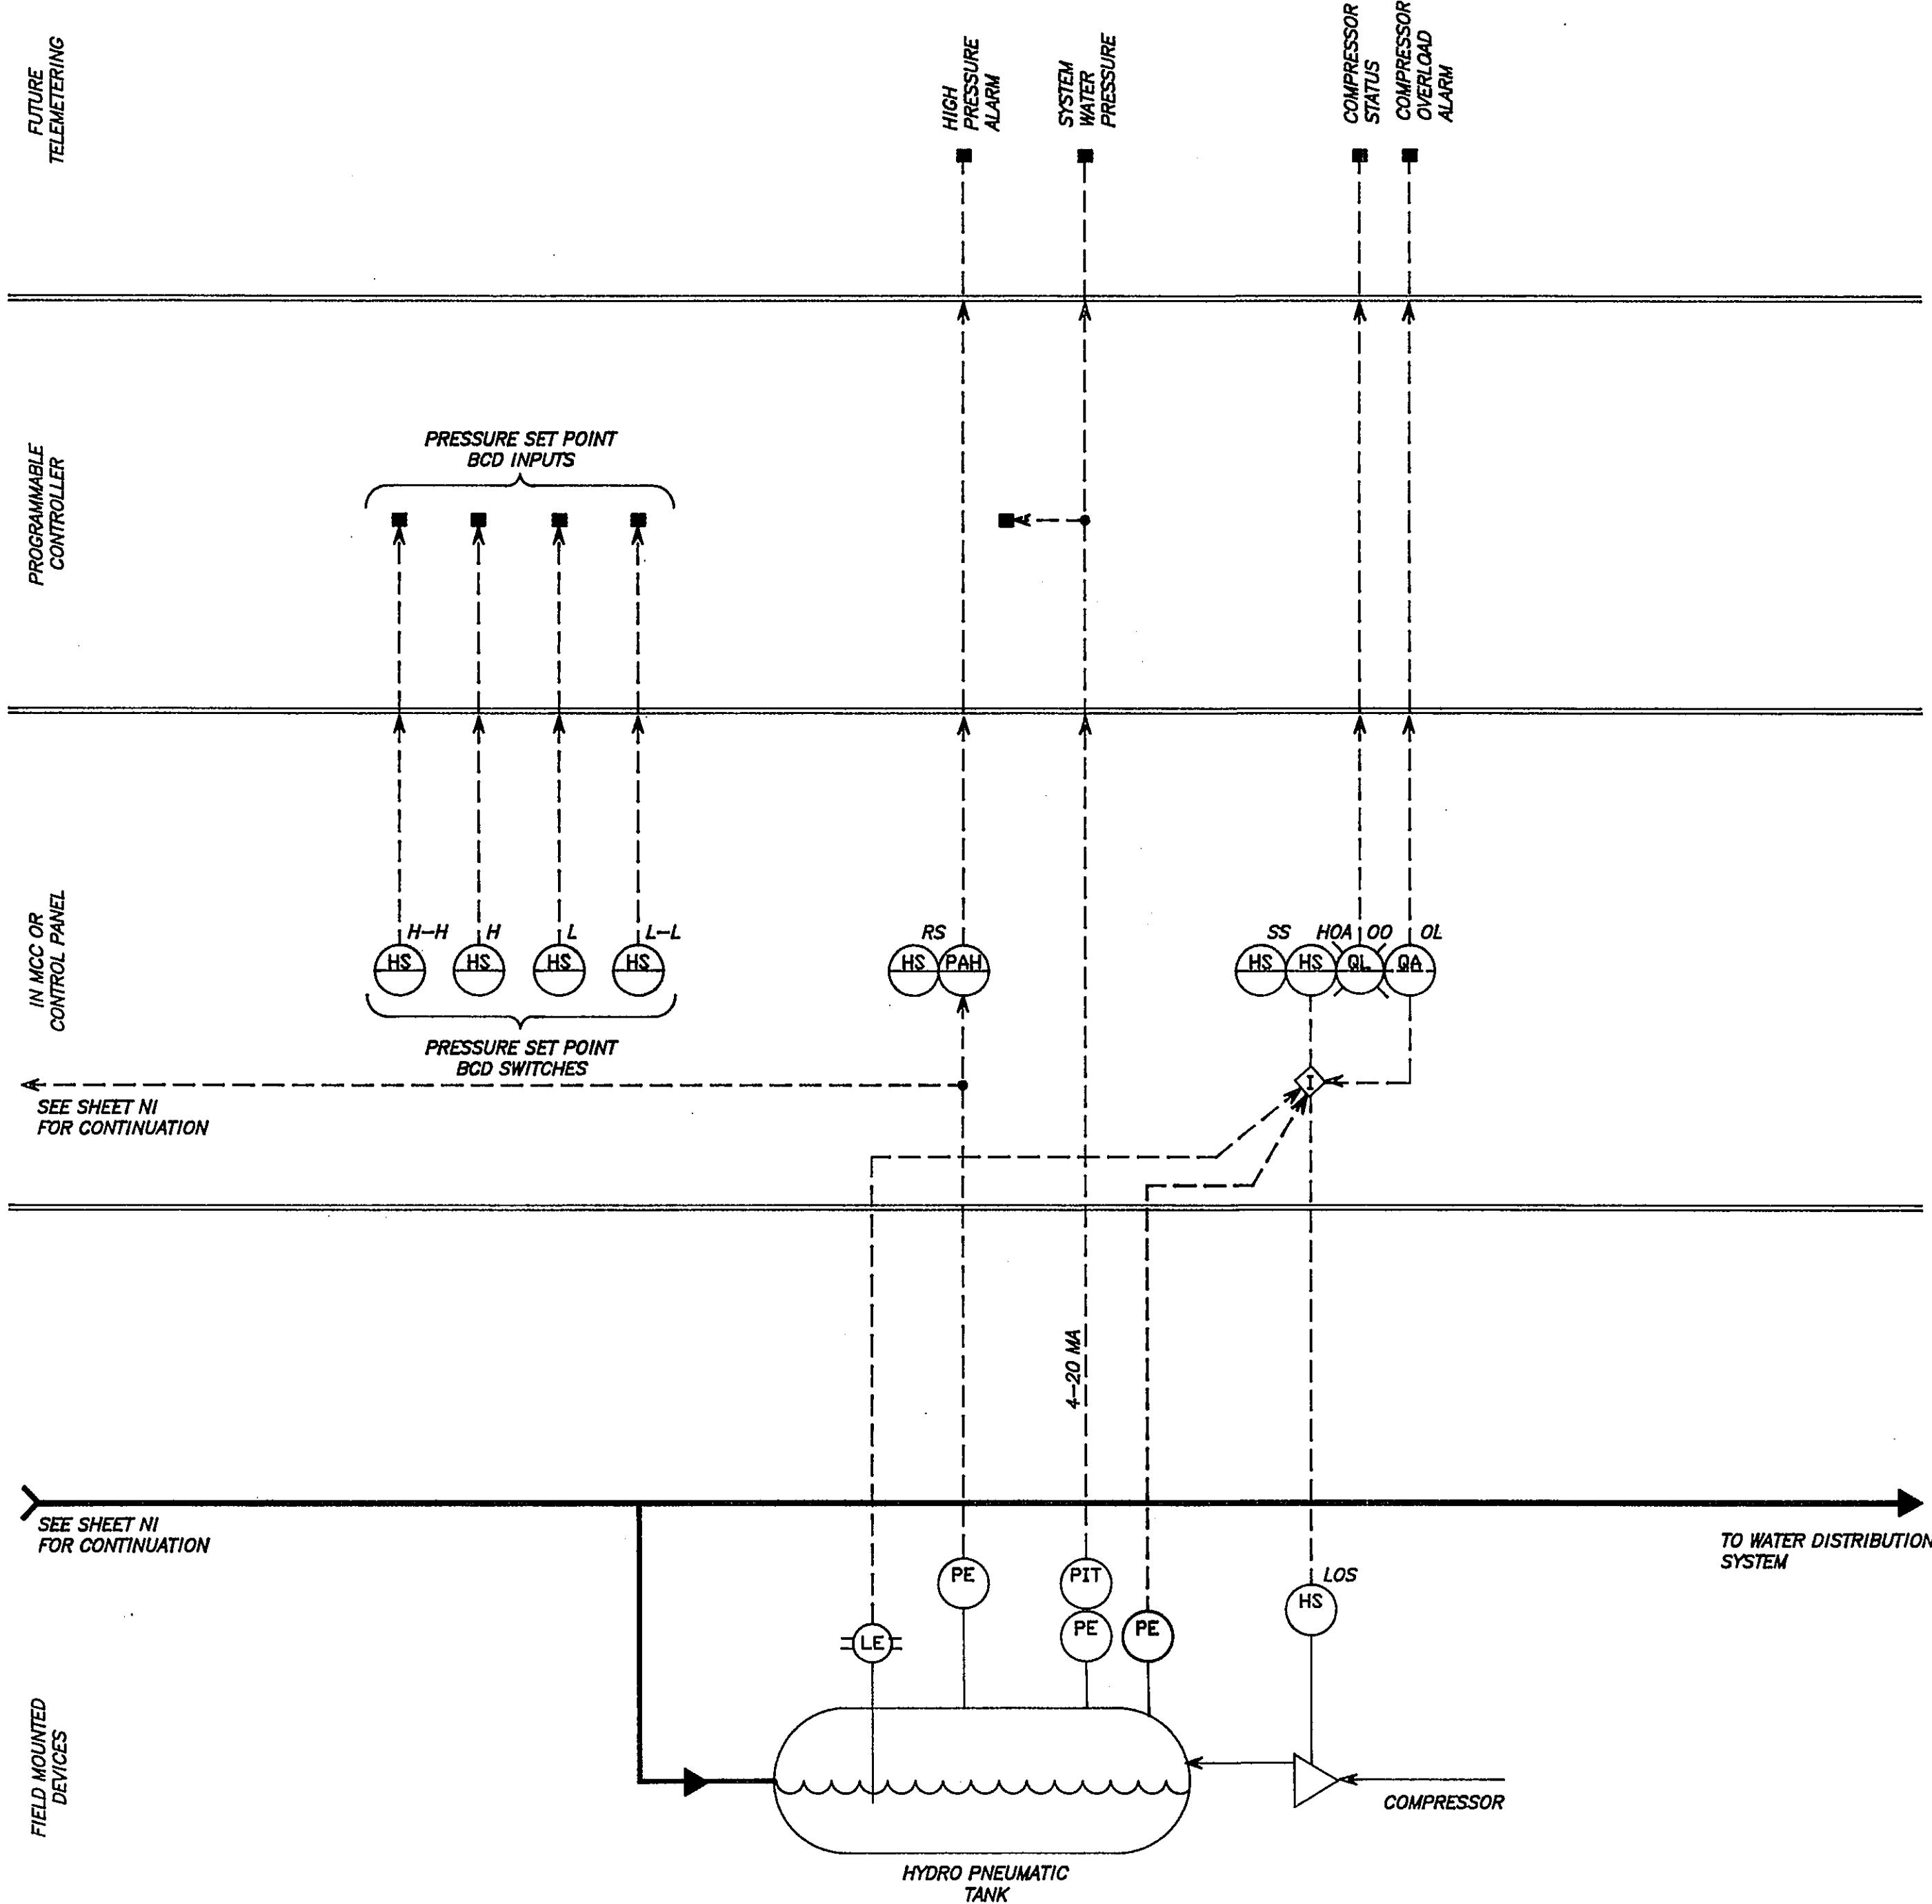 FUTURE
TELEMETERING
HIGH
PRESSURE
ALARM
SYSTEM
WATER
PRESSURE
COMPRESSOR
STATUS
COMPRESSOR
OVERLOAD
ALARM
PROGRAMMABLE
CONTROLLER
PRESSURE SET POINT
BCD INPUTS
IN MCC OR
CONTROL PANEL
H-H
H
L
L-L
HS
HS
HS
HS
RS
HS
PAH
SS
HOA
OO
OL
HS
HS
QL
QA
PRESSURE SET POINT
BCD SWITCHES
I
SEE SHEET N1
FOR CONTINUATION
4-20 MA
SEE SHEET N1
FOR CONTINUATION
TO WATER DISTRIBUTION
SYSTEM
PE
PIT
LOS
HS
LE
PE
PE
FIELD MOUNTED
DEVICES
COMPRESSOR
HYDRO PNEUMATIC
TANK